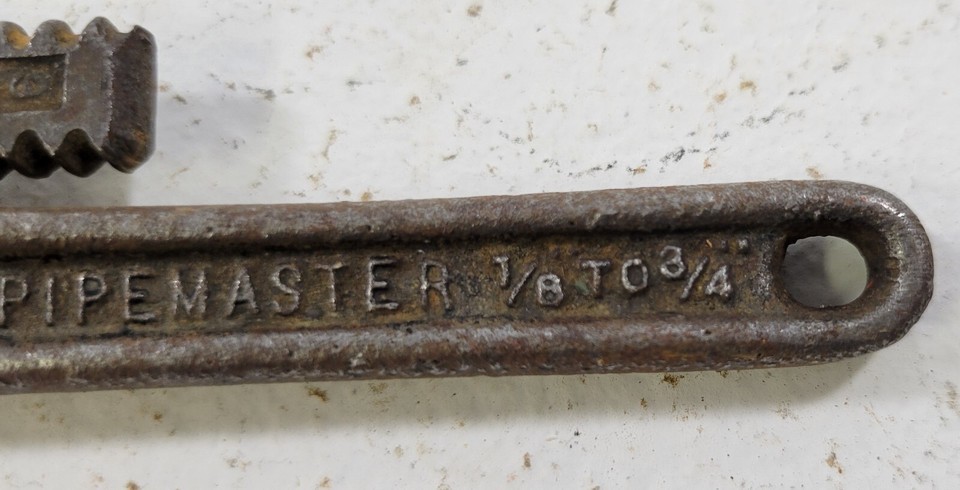 PIPEMASTER 1/8 TO 3/4"